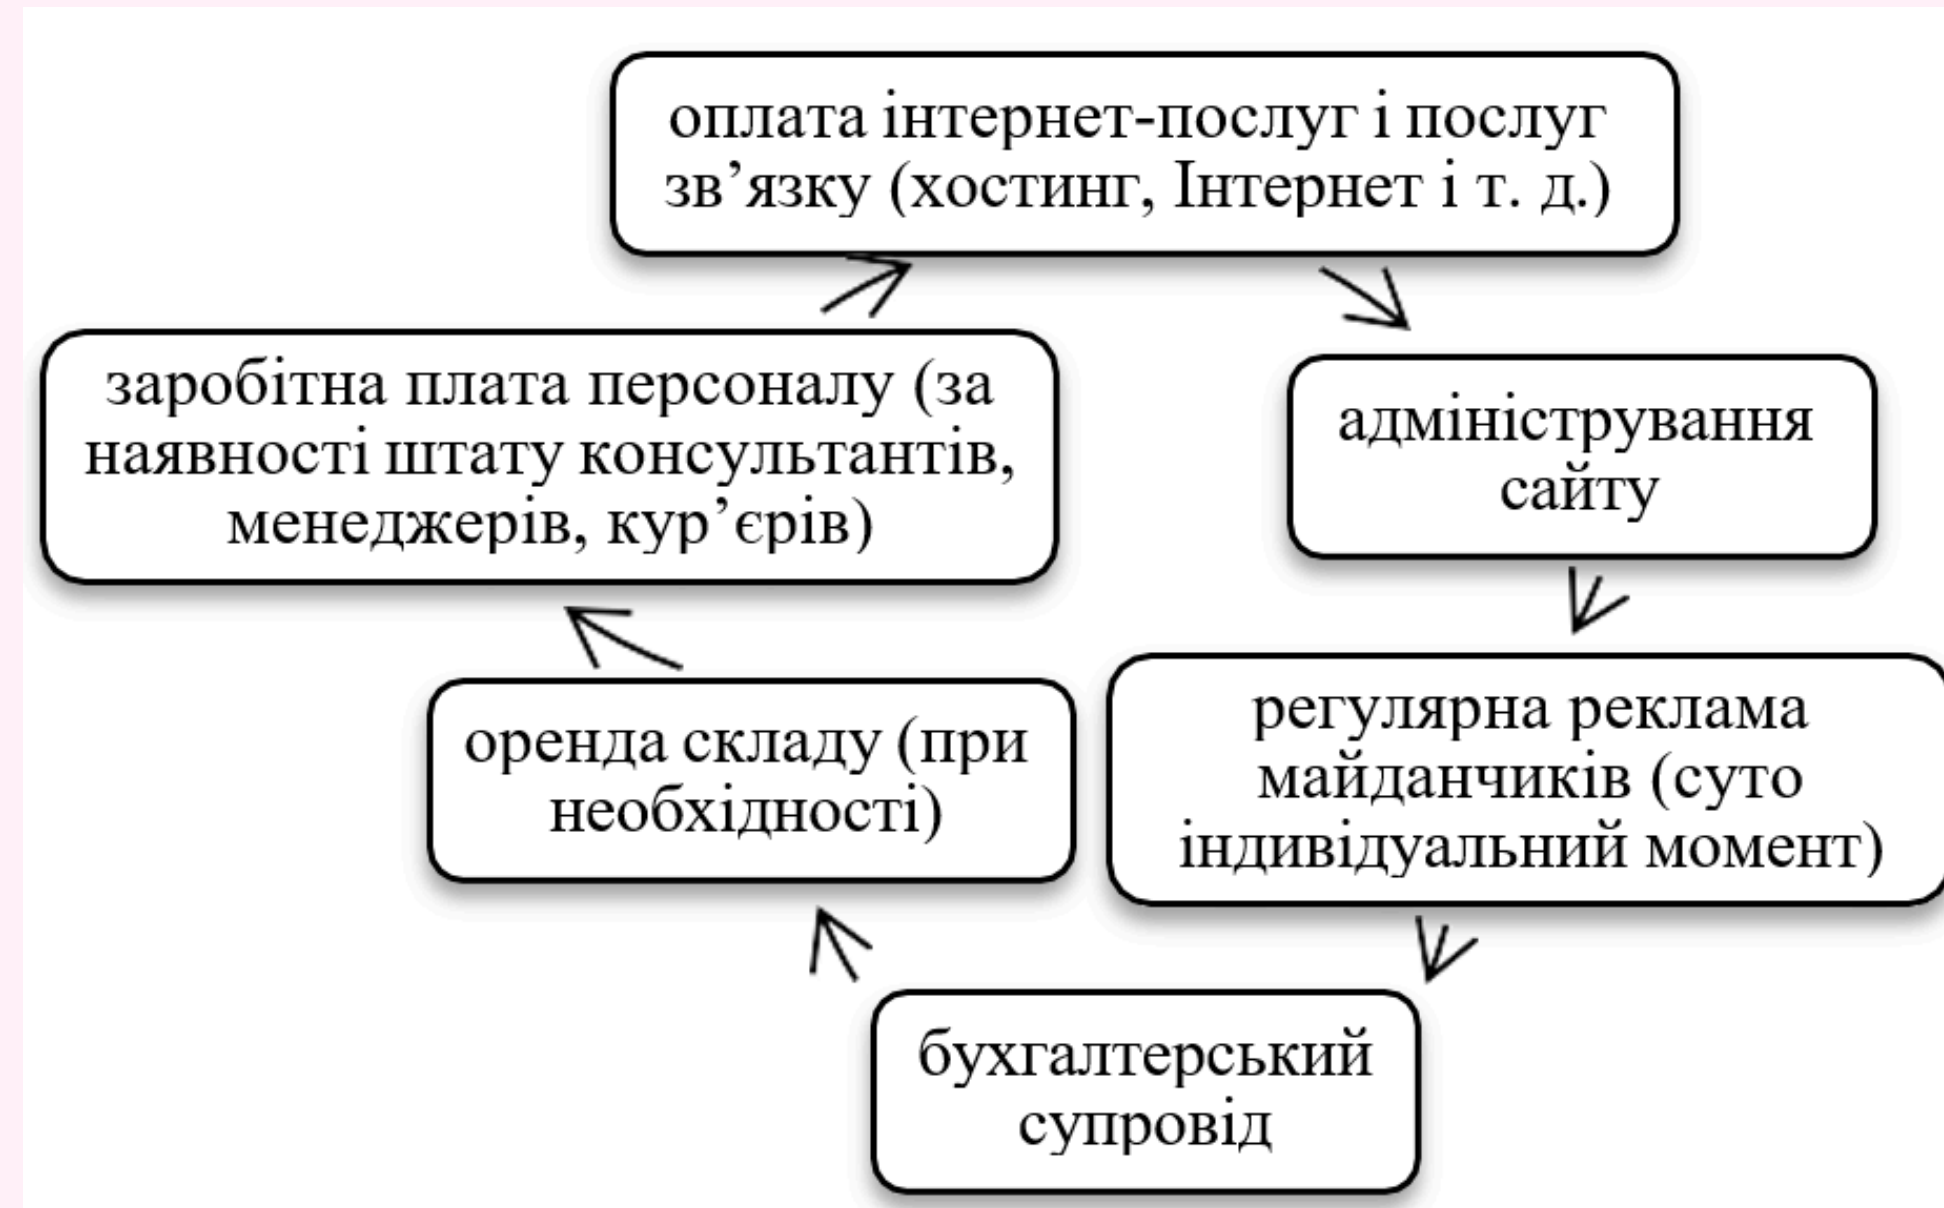 оплата інтернет-послуг і послуг
зв’язку (хостинг, Інтернет і т. д.)
адміністрування
сайту
регулярна реклама
майданчиків (суто
індивідуальний момент)
бухгалтерський
супровід
оренда складу (при
необхідності)
заробітна плата персоналу (за
наявності штату консультантів,
менеджерів, кур’єрів)